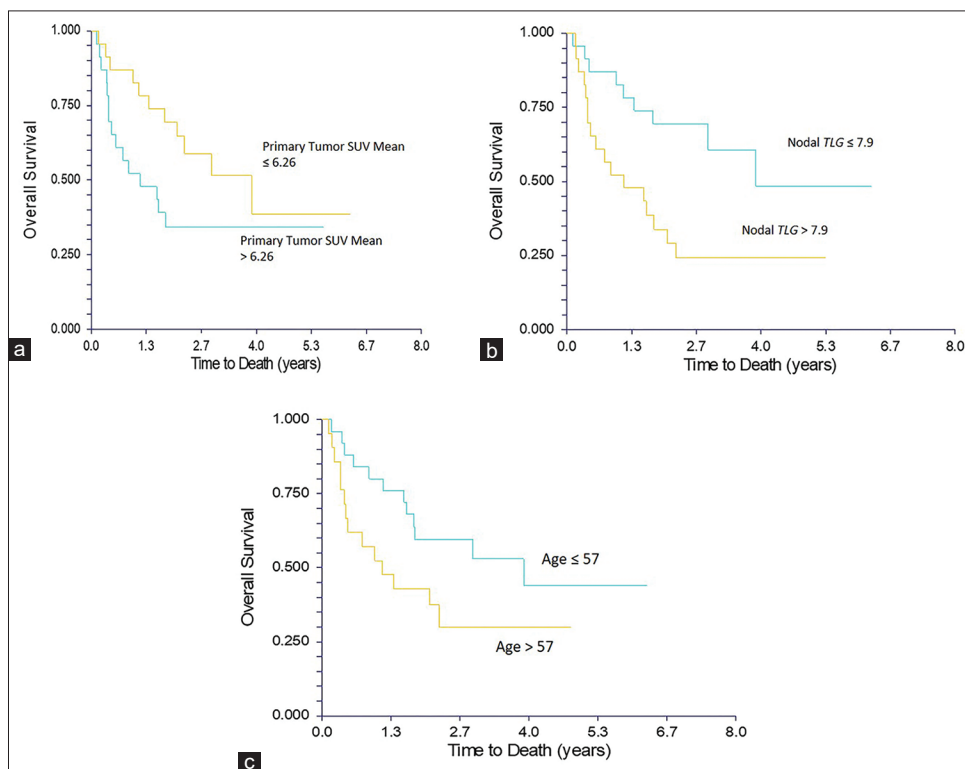 1.000
0.750
0.500
0.250
0.000
Overall Survival
Primary Tumor SUV Mean
≤ 6.26
Primary Tumor SUV Mean
> 6.26
0.0 1.3 2.7 4.0 5.3 6.7 8.0
Time to Death (years)
a
1.000
0.750
0.500
0.250
0.000
Overall Survival
Nodal TLG ≤ 7.9
Nodal TLG > 7.9
0.0 1.3 2.7 4.0 5.3 6.7 8.0
Time to Death (years)
b
1.000
0.750
0.500
0.250
0.000
Overall Survival
Age ≤ 57
Age > 57
0.0 1.3 2.7 4.0 5.3 6.7 8.0
Time to Death (years)
c